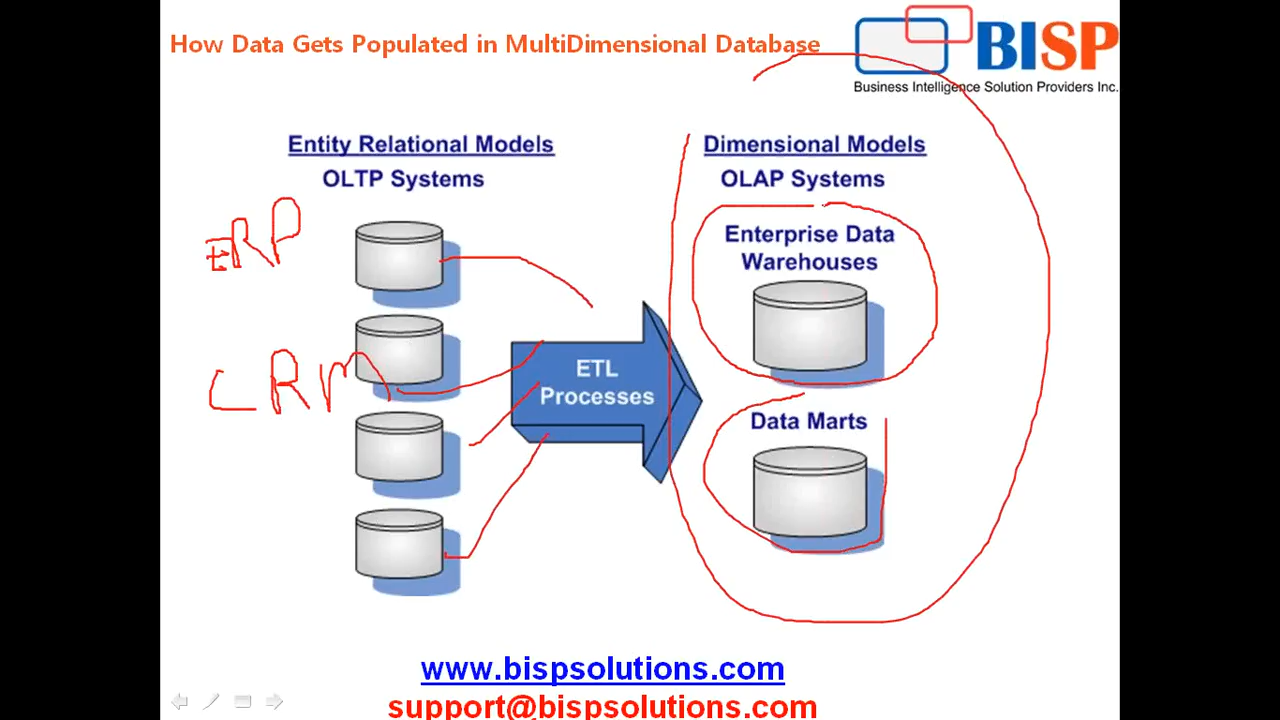 How Data Gets Populated in MultiDimensional Database
BISP
Business Intelligence Solution Providers Inc.
Entity Relational Models
OLTP Systems
ERP
CRm
ETL
Processes
Dimensional Models
OLAP Systems
Enterprise Data
Warehouses
Data Marts
www.bispsolutions.com
support@bispsolutions.com